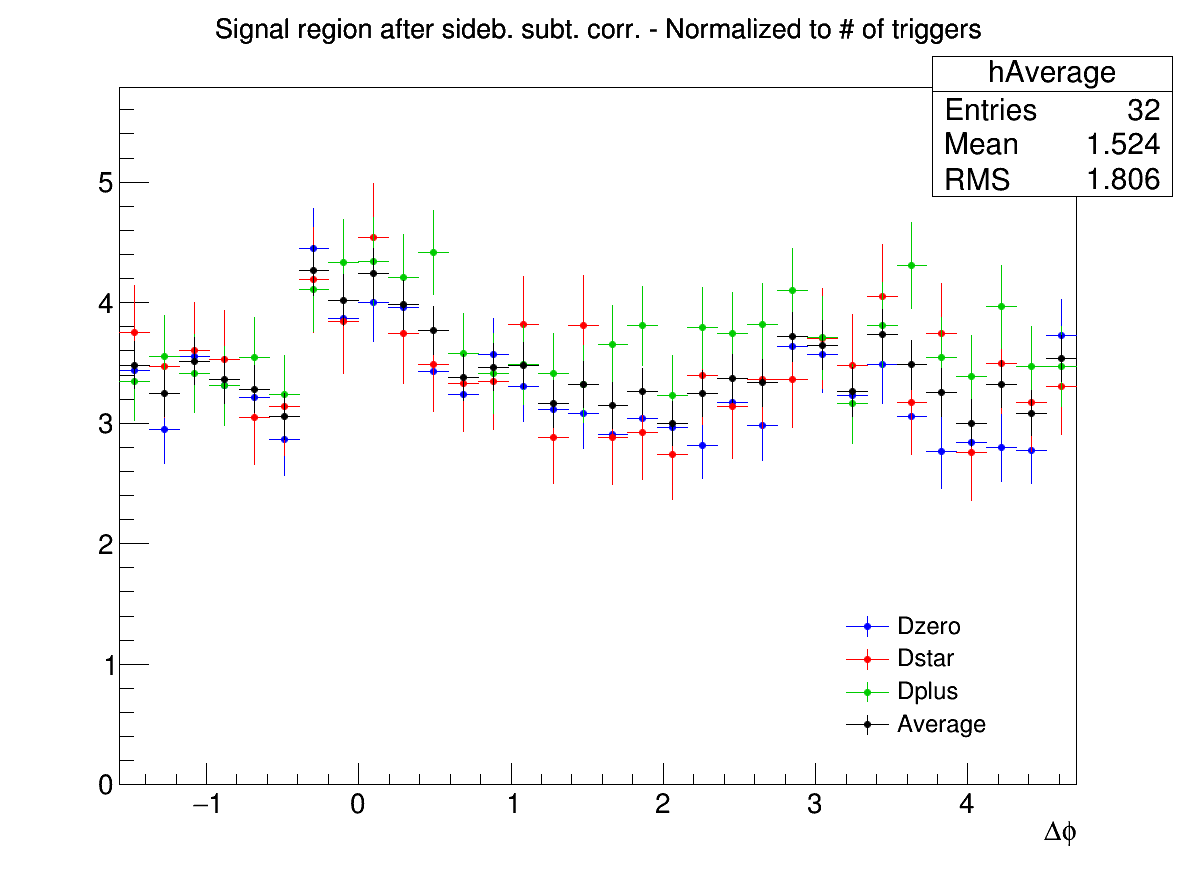 Signal region after sideb. subt. corr. - Normalized to # of triggers
hAverage
Entries 32
Mean 1.524
RMS 1.806
5
4
3
2
1
0
Dzero
Dstar
Dplus
Average
−1 0 1 2 3 4
Δϕ